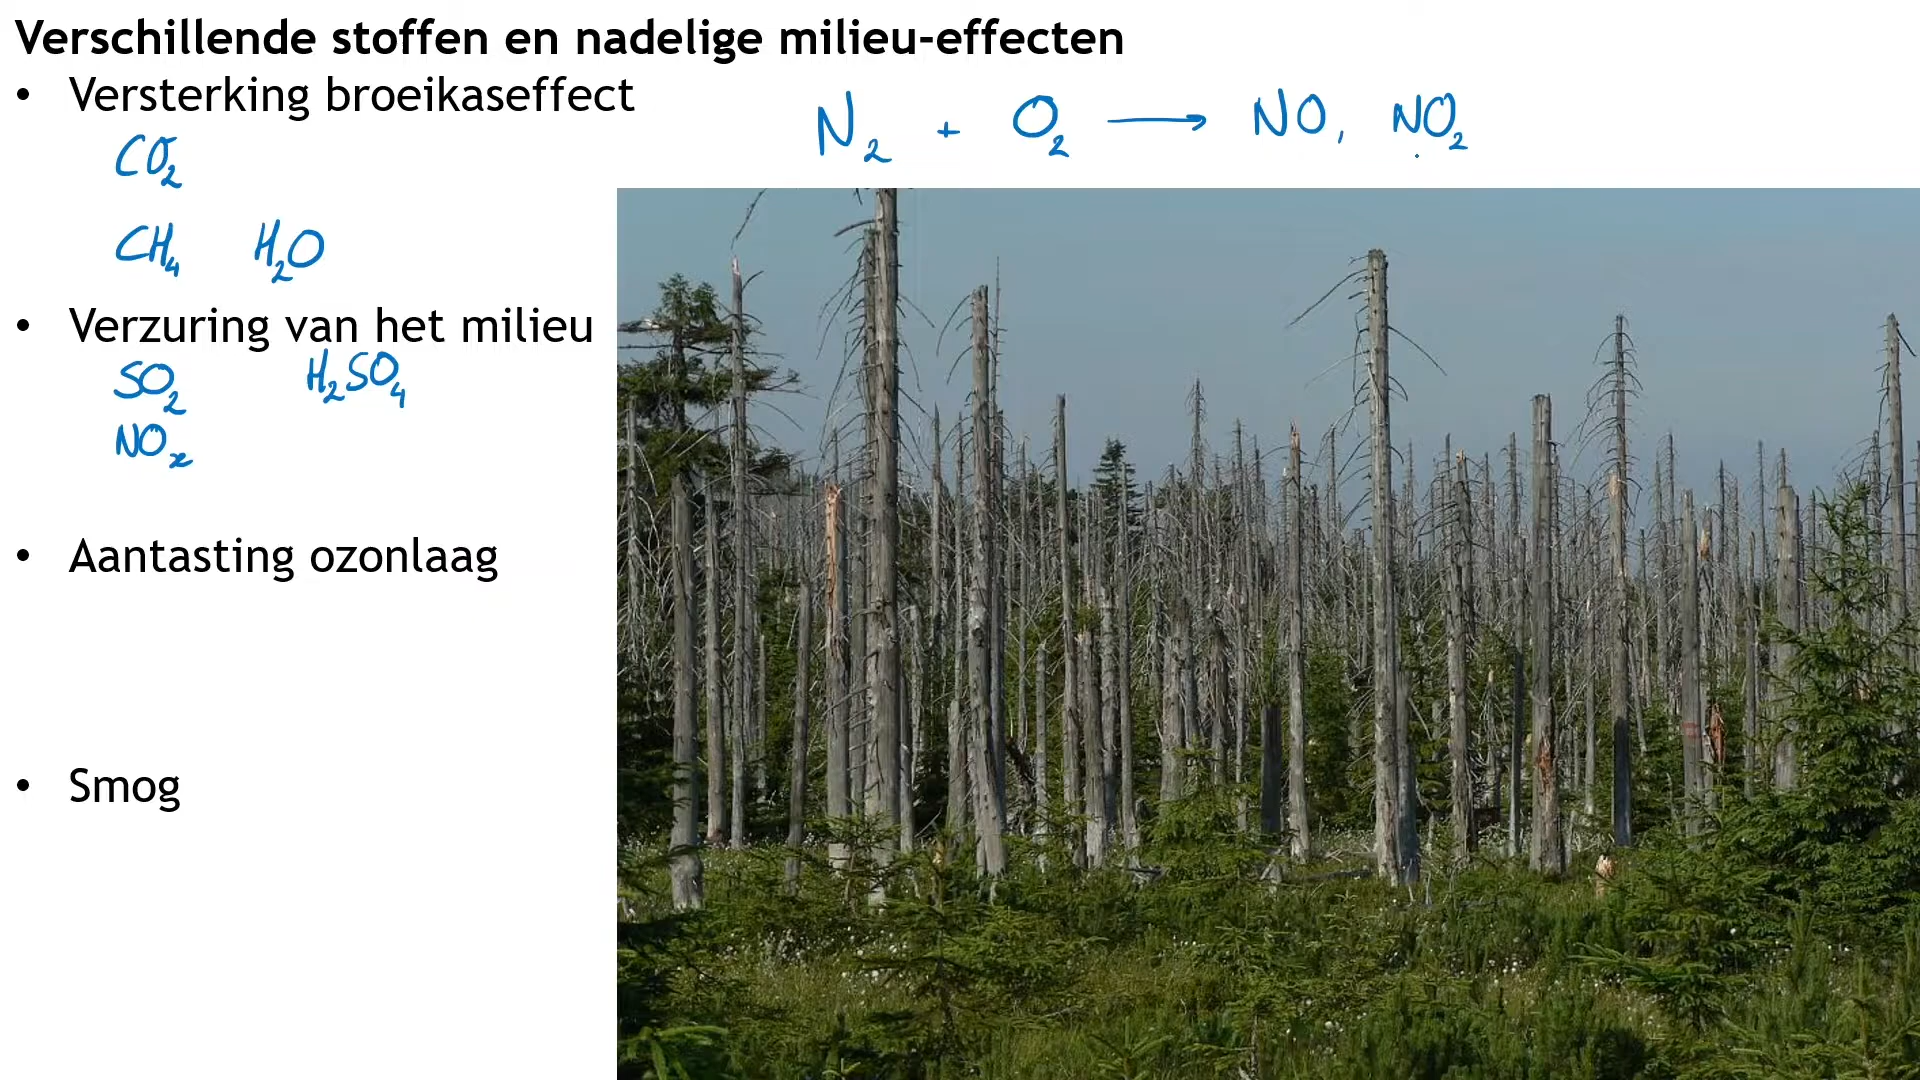 Verschillende stoffen en nadelige milieu-effecten
• Versterking broeikaseffect
N₂ + O₂ ⟶ NO, NO₂
CO₂
CH₄ H₂O
• Verzuring van het milieu
SO₂ H₂SO₄
NOₓ
• Aantasting ozonlaag
• Smog